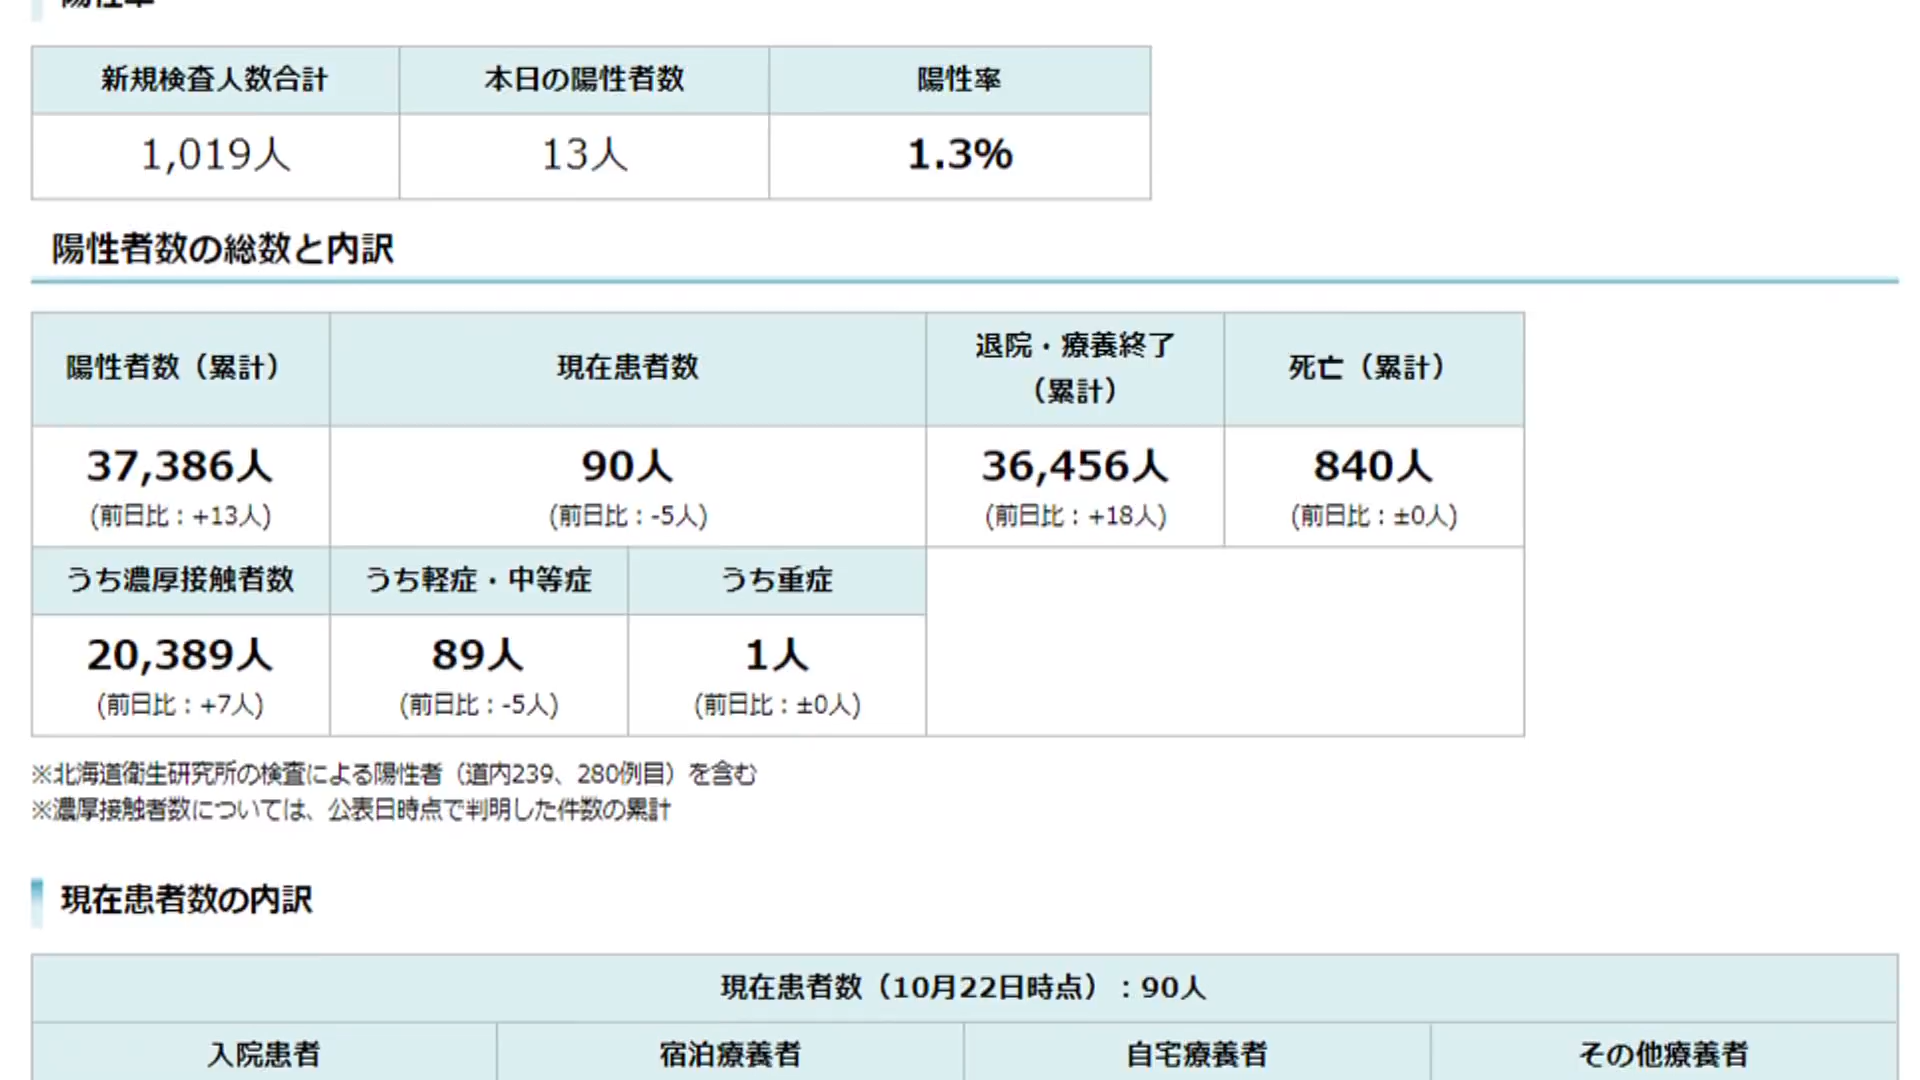 陽性率
新規検査人数合計 本日の陽性者数 陽性率
1,019人 13人 1.3%
陽性者数の総数と内訳
陽性者数（累計） 現在患者数 退院・療養終了（累計） 死亡（累計）
37,386人 90人 36,456人 840人
(前日比：+13人) (前日比：-5人) (前日比：+18人) (前日比：±0人)
うち濃厚接触者数 うち軽症・中等症 うち重症
20,389人 89人 1人
(前日比：+7人) (前日比：-5人) (前日比：±0人)
※北海道衛生研究所の検査による陽性者（道内239、280例目）を含む
※濃厚接触者数については、公表日時点で判明した件数の累計
現在患者数の内訳
現在患者数（10月22日時点）：90人
入院患者 宿泊療養者 自宅療養者 その他療養者